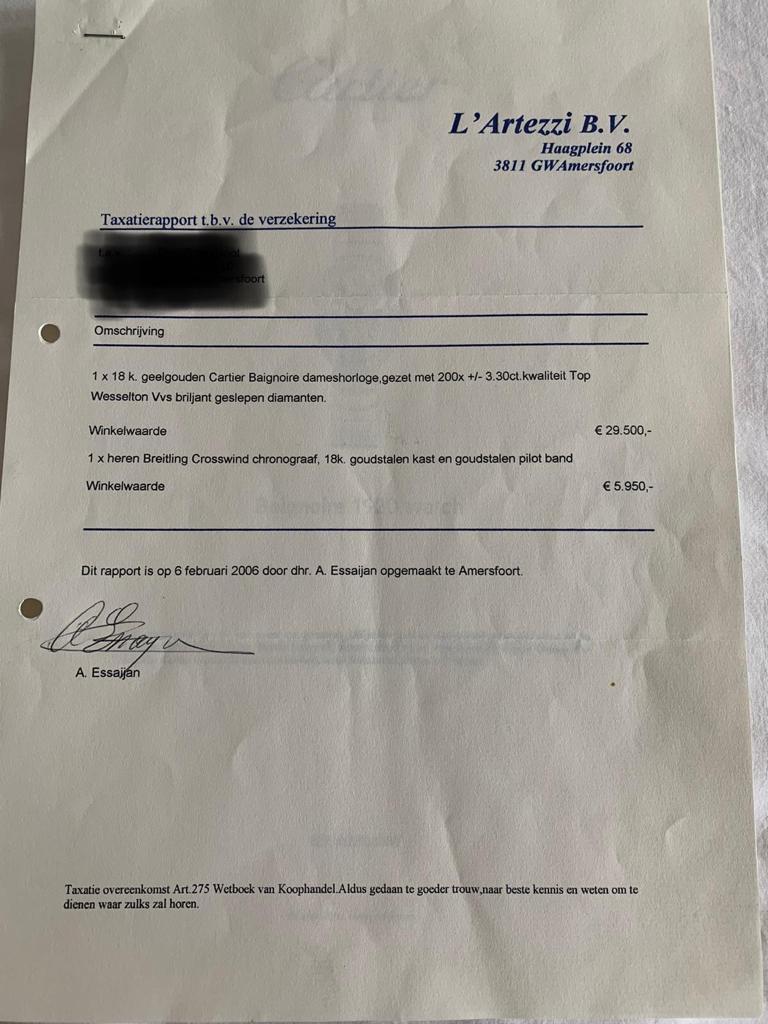 Cartier
L'Artezzi B.V.
Haagplein 68
3811 GWAmersfoort
Taxatierapport t.b.v. de verzekering
Omschrijving
1 x 18 k. geelgouden Cartier Baignoire dameshorloge,gezet met 200x +/- 3.30ct.kwaliteit Top
Wesselton Vvs briljant geslepen diamanten.
Winkelwaarde € 29.500,-
1 x heren Breitling Crosswind chronograaf, 18k. goudstalen kast en goudstalen pilot band
Winkelwaarde € 5.950,-
Baignoire 1920 watch
Dit rapport is op 6 februari 2006 door dhr. A. Essaijan opgemaakt te Amersfoort.
A. Essaijan
Taxatie overeenkomst Art.275 Wetboek van Koophandel.Aldus gedaan te goeder trouw,naar beste kennis en weten om te
dienen waar zulks zal horen.